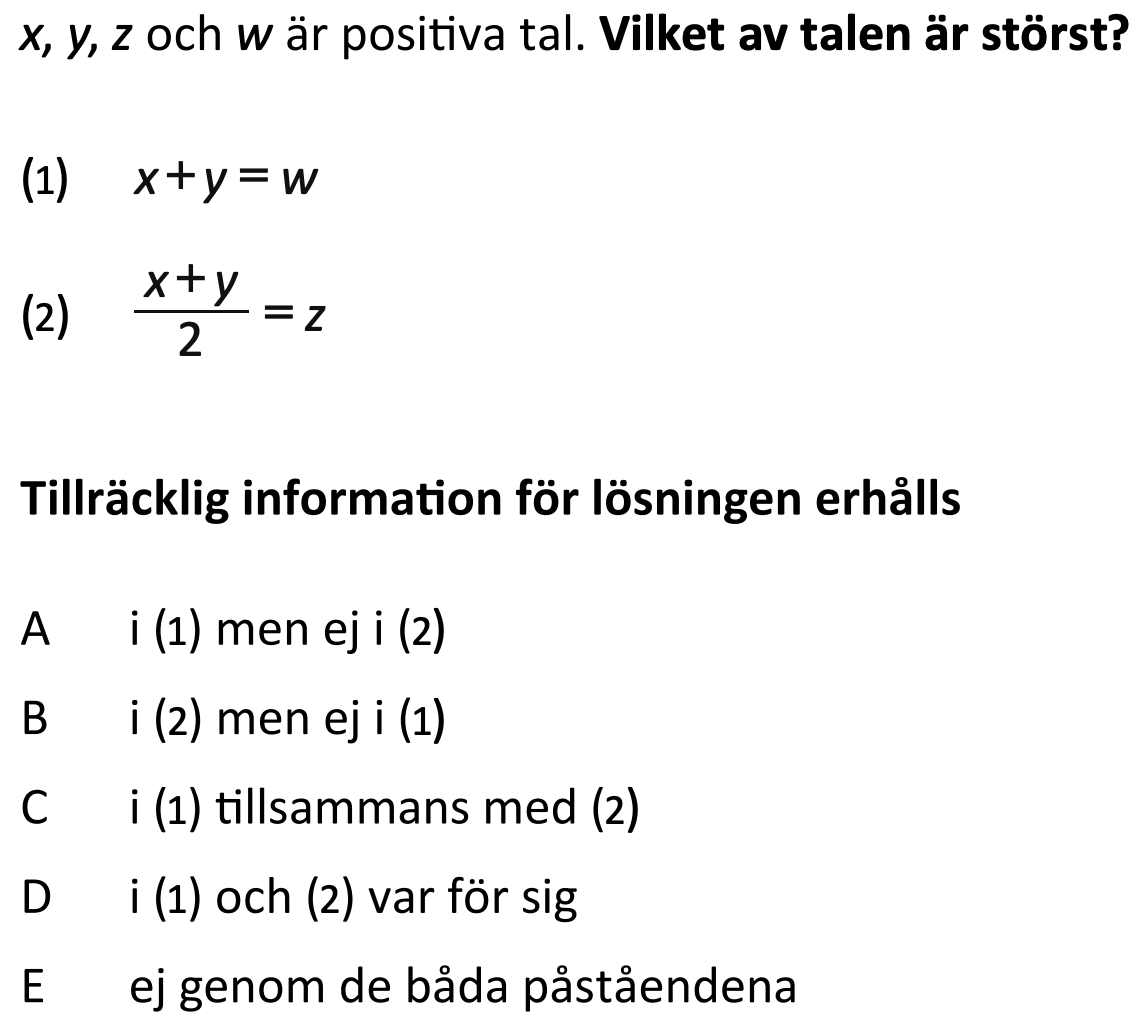 x, y, z och w är positiva tal. Vilket av talen är störst?
(1) x+y=w
(2) \frac{x+y}{2}=z
Tillräcklig information för lösningen erhålls
A i (1) men ej i (2)
B i (2) men ej i (1)
C i (1) tillsammans med (2)
D i (1) och (2) var för sig
E ej genom de båda påståendena